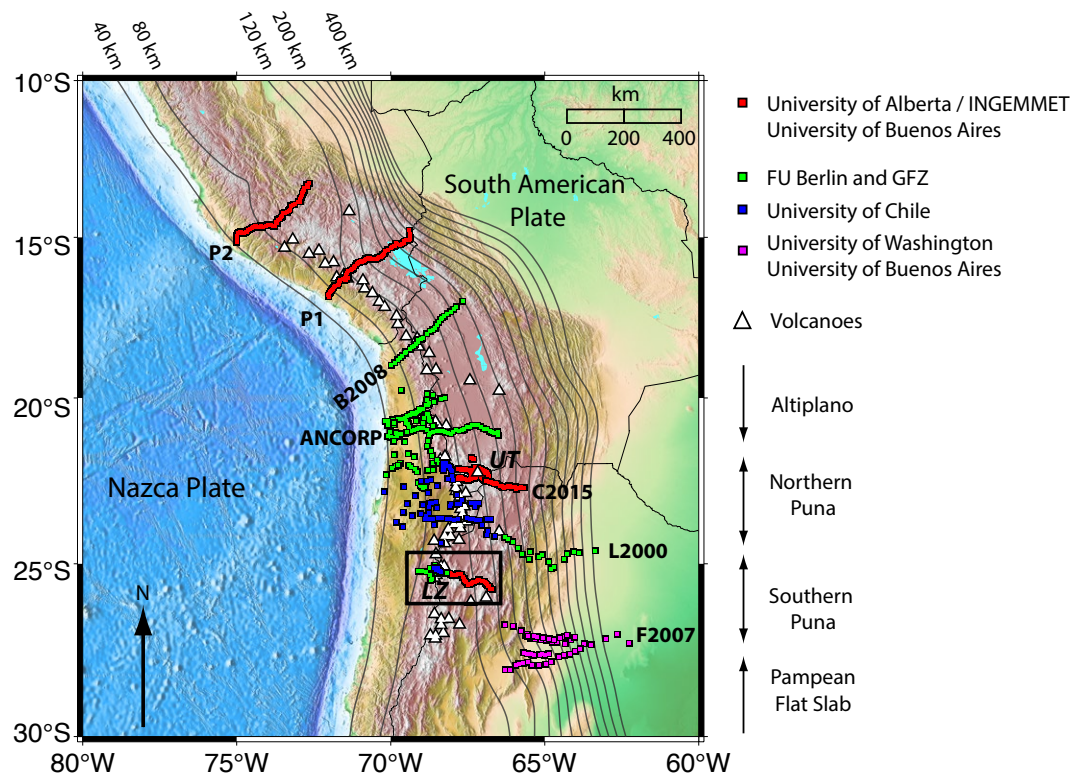 40 km
80 km
120 km
200 km
400 km
10°S
15°S
20°S
25°S
30°S
80°W
75°W
70°W
65°W
60°W
km
0 200 400
South American
Plate
Nazca Plate
N
P2
P1
B2008
ANCORP
UT
C2015
L2000
LZ
F2007
University of Alberta / INGEMMET
University of Buenos Aires
FU Berlin and GFZ
University of Chile
University of Washington
University of Buenos Aires
Volcanoes
Altiplano
Northern
Puna
Southern
Puna
Pampean
Flat Slab